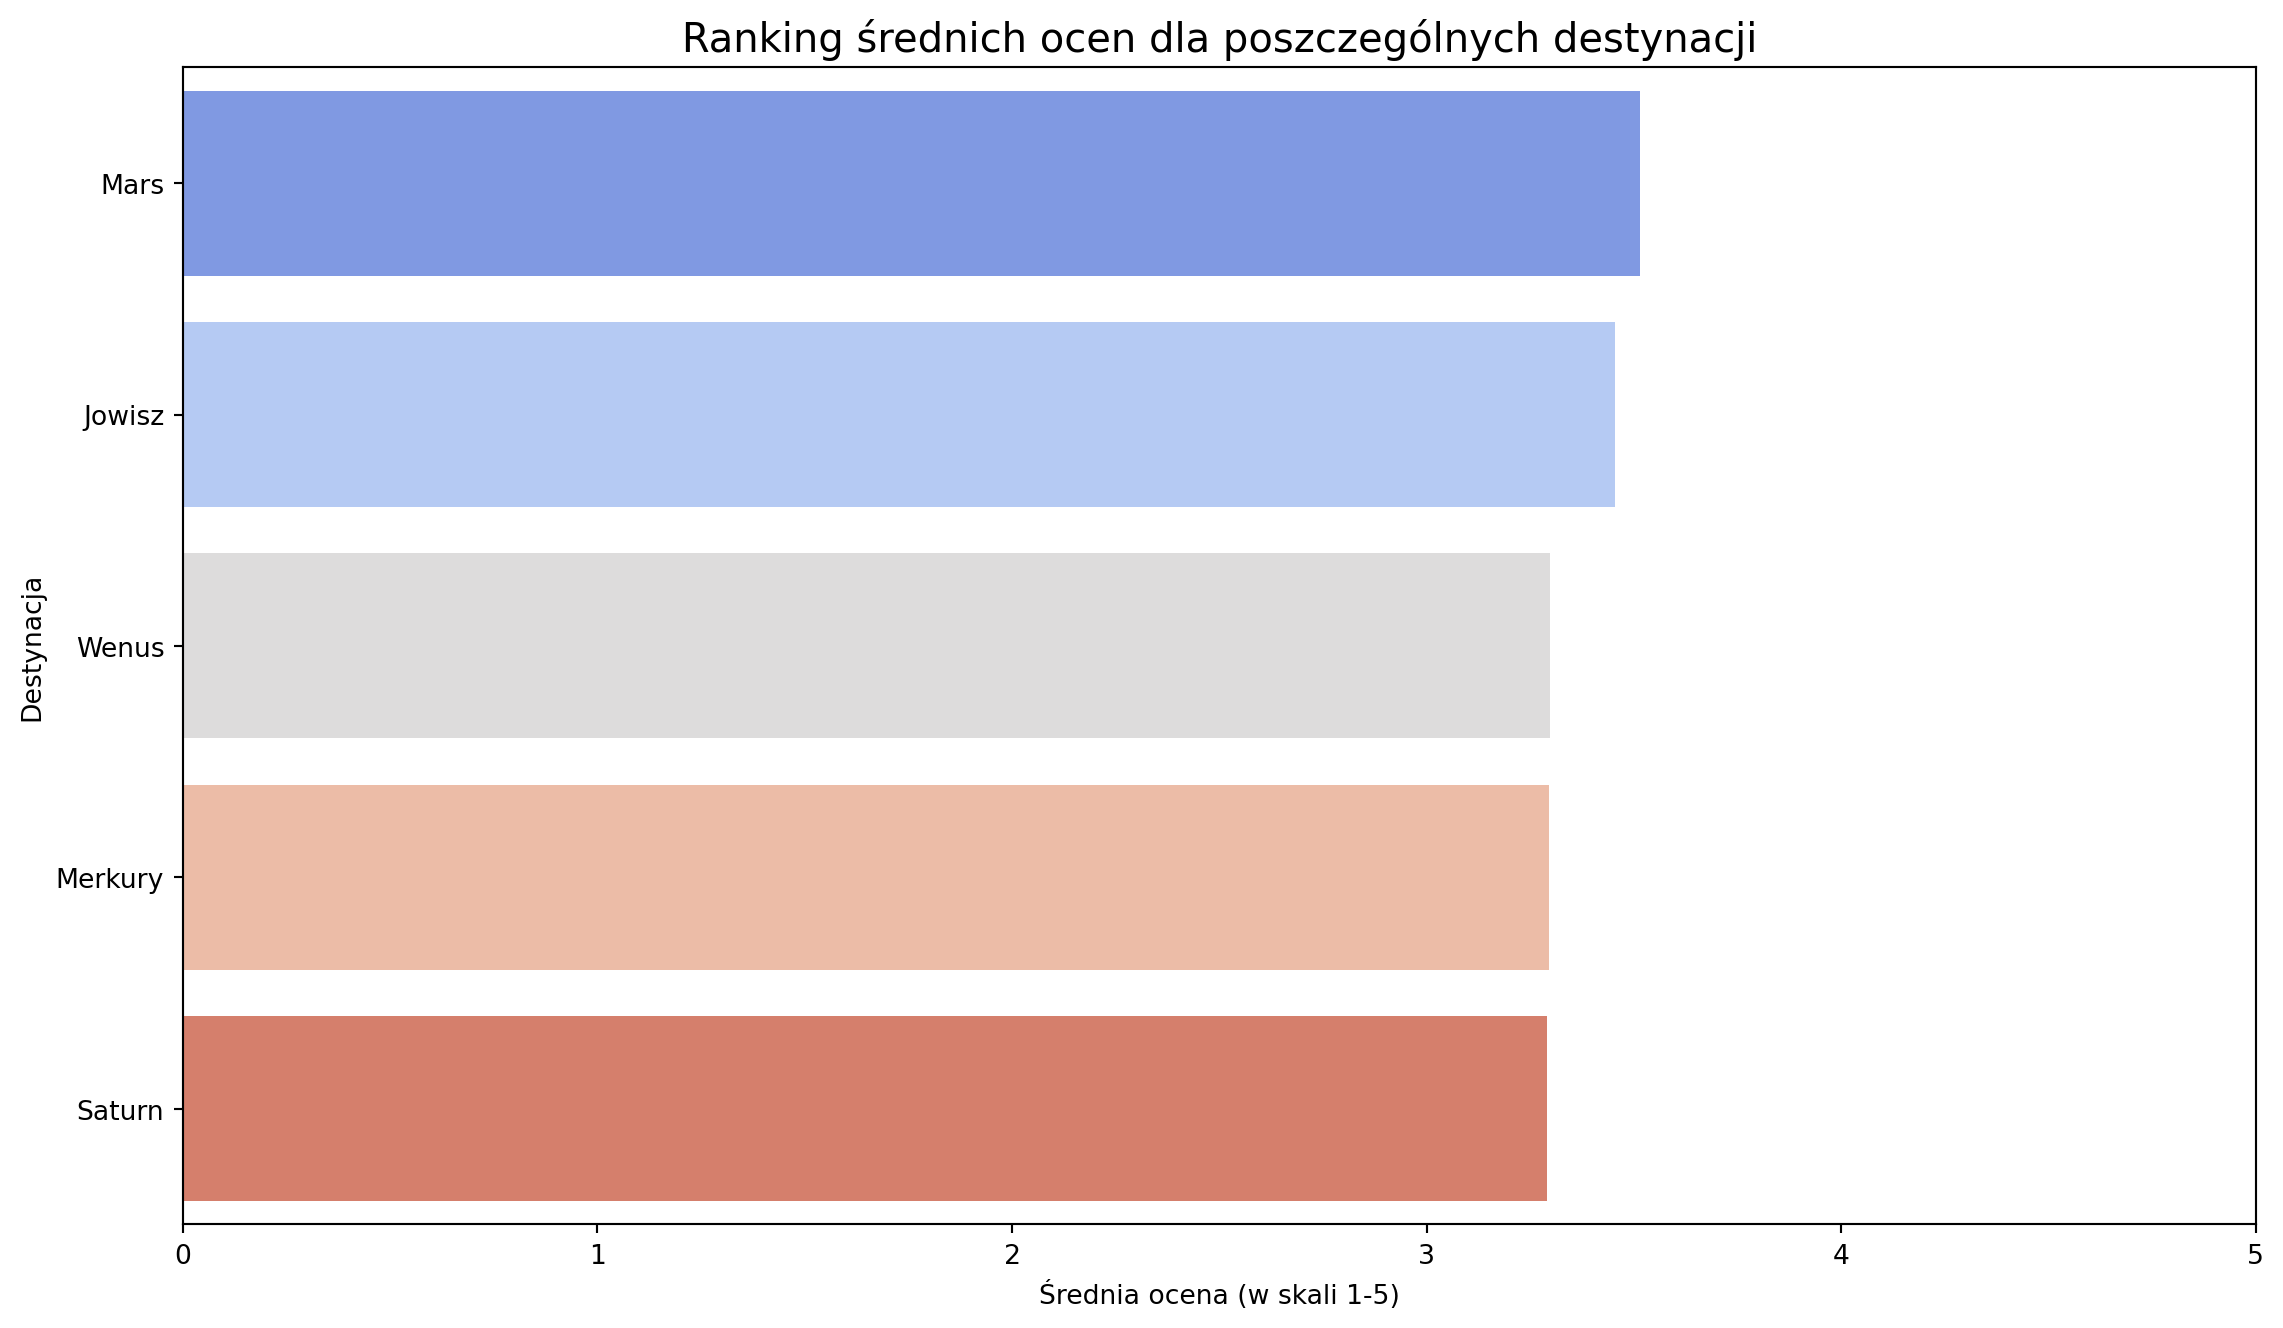 Ranking średnich ocen dla poszczególnych destynacji
Destynacja
Mars
Jowisz
Wenus
Merkury
Saturn
0 1 2 3 4 5
Średnia ocena (w skali 1-5)